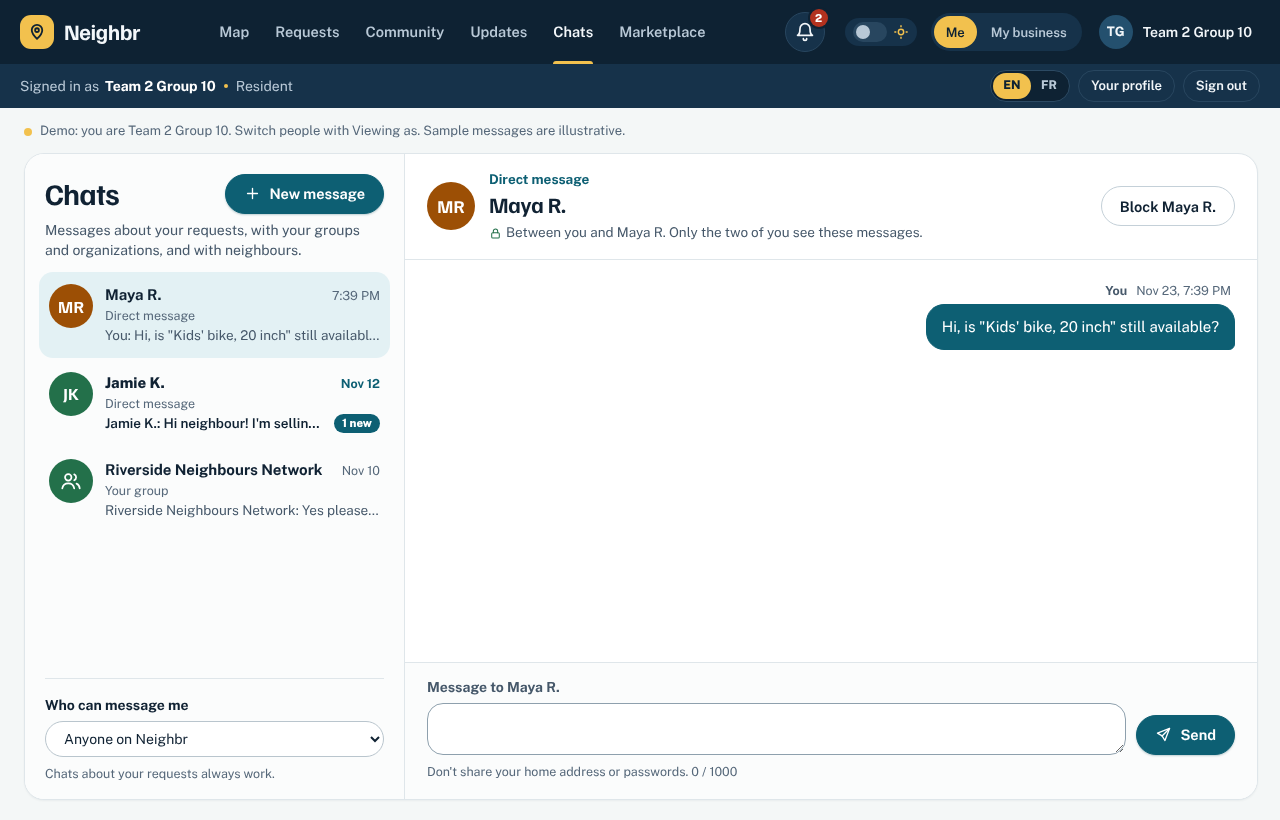 Neighbr
Map Requests Community Updates Chats Marketplace
2
Me My business
TG Team 2 Group 10
Signed in as Team 2 Group 10 • Resident
EN FR Your profile Sign out
Demo: you are Team 2 Group 10. Switch people with Viewing as. Sample messages are illustrative.
Chats
+ New message
Messages about your requests, with your groups
and organizations, and with neighbours.
MR
Maya R. 7:39 PM
Direct message
You: Hi, is "Kids' bike, 20 inch" still availabl...
JK
Jamie K. Nov 12
Direct message
Jamie K.: Hi neighbour! I'm sellin... 1 new
Riverside Neighbours Network Nov 10
Your group
Riverside Neighbours Network: Yes please...
Who can message me
Anyone on Neighbr
Chats about your requests always work.
MR
Direct message
Maya R.
Between you and Maya R. Only the two of you see these messages.
Block Maya R.
You Nov 23, 7:39 PM
Hi, is "Kids' bike, 20 inch" still available?
Message to Maya R.
Send
Don't share your home address or passwords. 0 / 1000